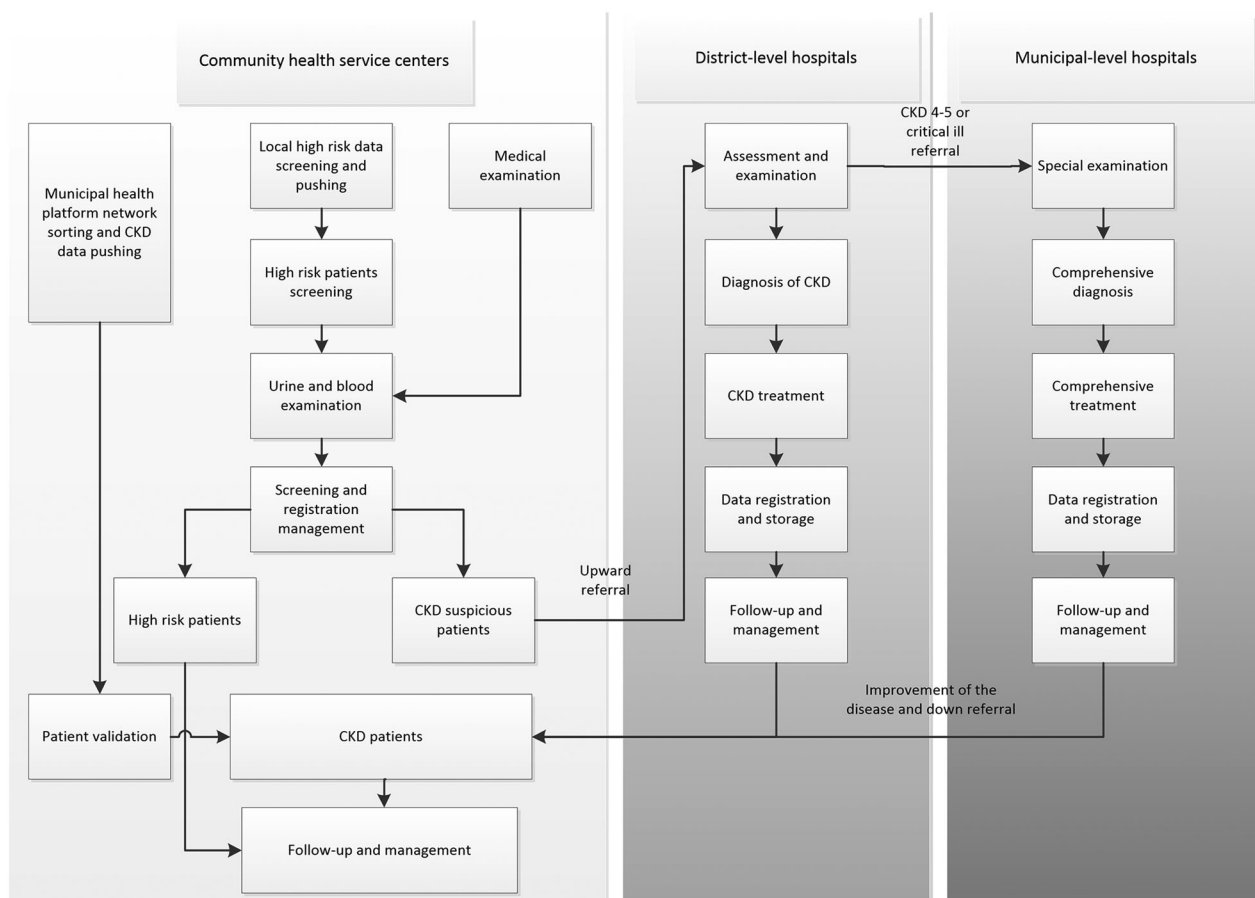 Community health service centers
District-level hospitals
Municipal-level hospitals
Municipal health
platform network
sorting and CKD
data pushing
Local high risk data
screening and
pushing
Medical
examination
High risk patients
screening
Urine and blood
examination
Screening and
registration
management
High risk patients
CKD suspicious
patients
Patient validation
CKD patients
Follow-up and management
Upward
referral
Assessment and
examination
Diagnosis of CKD
CKD treatment
Data registration
and storage
Follow-up and
management
CKD 4-5 or
critical ill
referral
Special examination
Comprehensive
diagnosis
Comprehensive
treatment
Data registration
and storage
Follow-up and
management
Improvement of the
disease and down referral